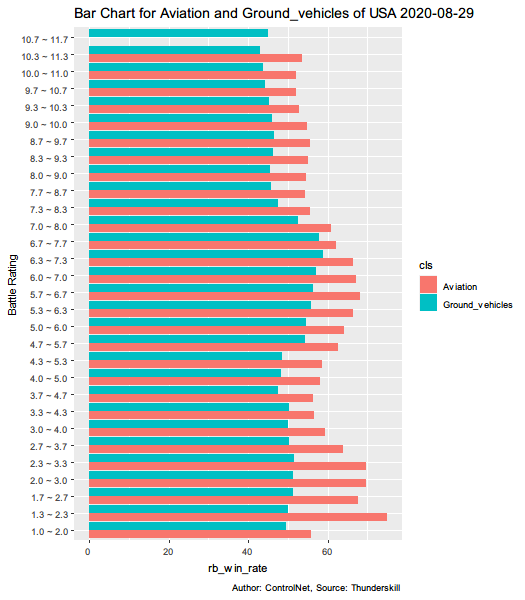 Bar Chart for Aviation and Ground_vehicles of USA 2020-08-29
Battle Rating
10.7 ~ 11.7
10.3 ~ 11.3
10.0 ~ 11.0
9.7 ~ 10.7
9.3 ~ 10.3
9.0 ~ 10.0
8.7 ~ 9.7
8.3 ~ 9.3
8.0 ~ 9.0
7.7 ~ 8.7
7.3 ~ 8.3
7.0 ~ 8.0
6.7 ~ 7.7
6.3 ~ 7.3
6.0 ~ 7.0
5.7 ~ 6.7
5.3 ~ 6.3
5.0 ~ 6.0
4.7 ~ 5.7
4.3 ~ 5.3
4.0 ~ 5.0
3.7 ~ 4.7
3.3 ~ 4.3
3.0 ~ 4.0
2.7 ~ 3.7
2.3 ~ 3.3
2.0 ~ 3.0
1.7 ~ 2.7
1.3 ~ 2.3
1.0 ~ 2.0
0 20 40 60
rb_win_rate
cls
Aviation
Ground_vehicles
Author: ControlNet, Source: Thunderskill